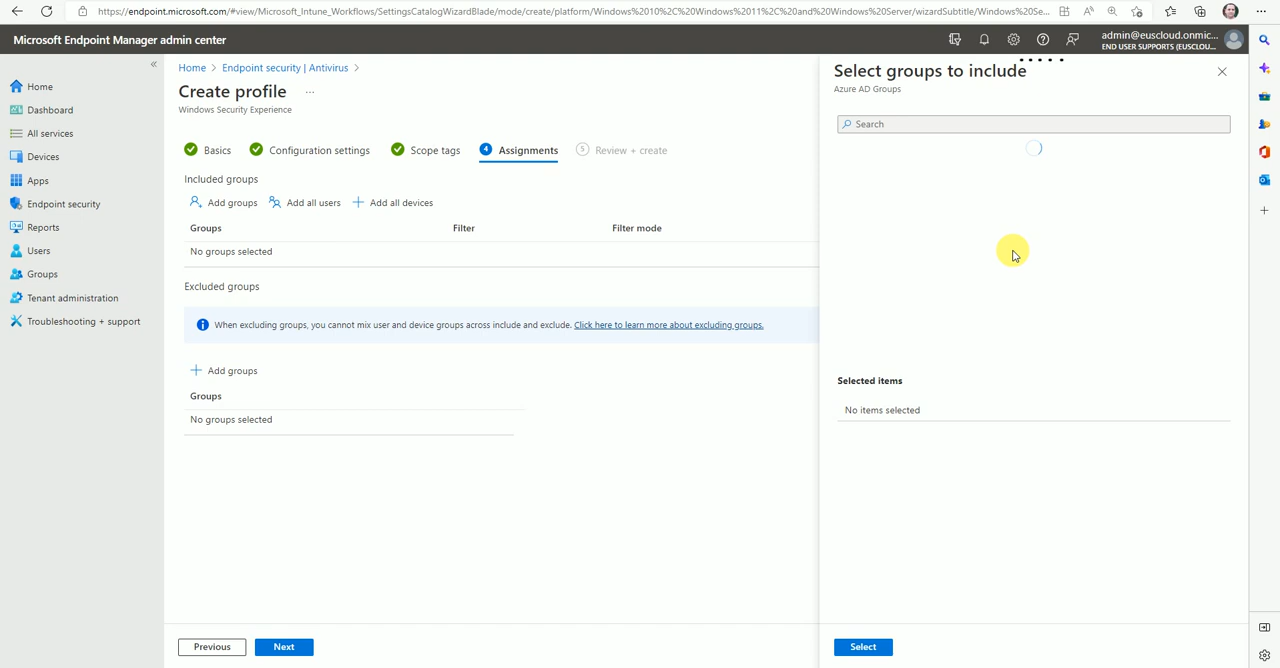 https://endpoint.microsoft.com/#view/Microsoft_Intune_Workflows/SettingsCatalogWizardBlade/mode/create/platform/Windows%2010%2C%20Windows%2011%2C%20and%20Windows%20Server/wizardSubtitle/Windows%20Se...
Microsoft Endpoint Manager admin center
admin@euscloud.onmic...
END USER SUPPORTS (EUSCLOU...
Home
Dashboard
All services
Devices
Apps
Endpoint security
Reports
Users
Groups
Tenant administration
Troubleshooting + support
Home > Endpoint security | Antivirus >
Create profile ...
Windows Security Experience
Basics Configuration settings Scope tags 4 Assignments 5 Review + create
Included groups
Add groups Add all users Add all devices
Groups Filter Filter mode
No groups selected
Excluded groups
When excluding groups, you cannot mix user and device groups across include and exclude. Click here to learn more about excluding groups.
Add groups
Groups
No groups selected
Previous Next
Select groups to include
Azure AD Groups
Search
Selected items
No items selected
Select